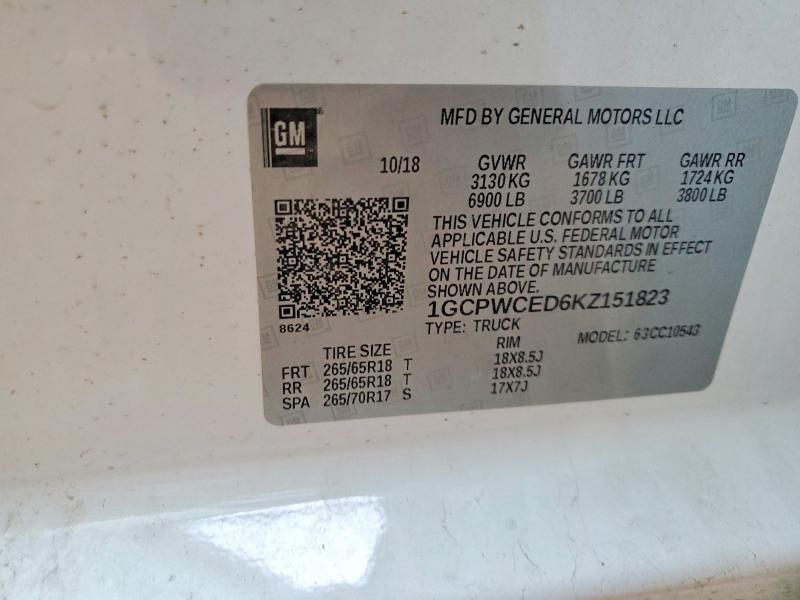 GM
MFD BY GENERAL MOTORS LLC
10/18 GVWR GAWR FRT GAWR RR
3130 KG 1678 KG 1724 KG
6900 LB 3700 LB 3800 LB
THIS VEHICLE CONFORMS TO ALL
APPLICABLE U.S. FEDERAL MOTOR
VEHICLE SAFETY STANDARDS IN EFFECT
ON THE DATE OF MANUFACTURE
SHOWN ABOVE.
1GCPWCED6KZ151823
8624
TYPE: TRUCK MODEL: 63CC10543
TIRE SIZE RIM
FRT 265/65R18 T 18X8.5J
RR 265/65R18 T 18X8.5J
SPA 265/70R17 S 17X7J